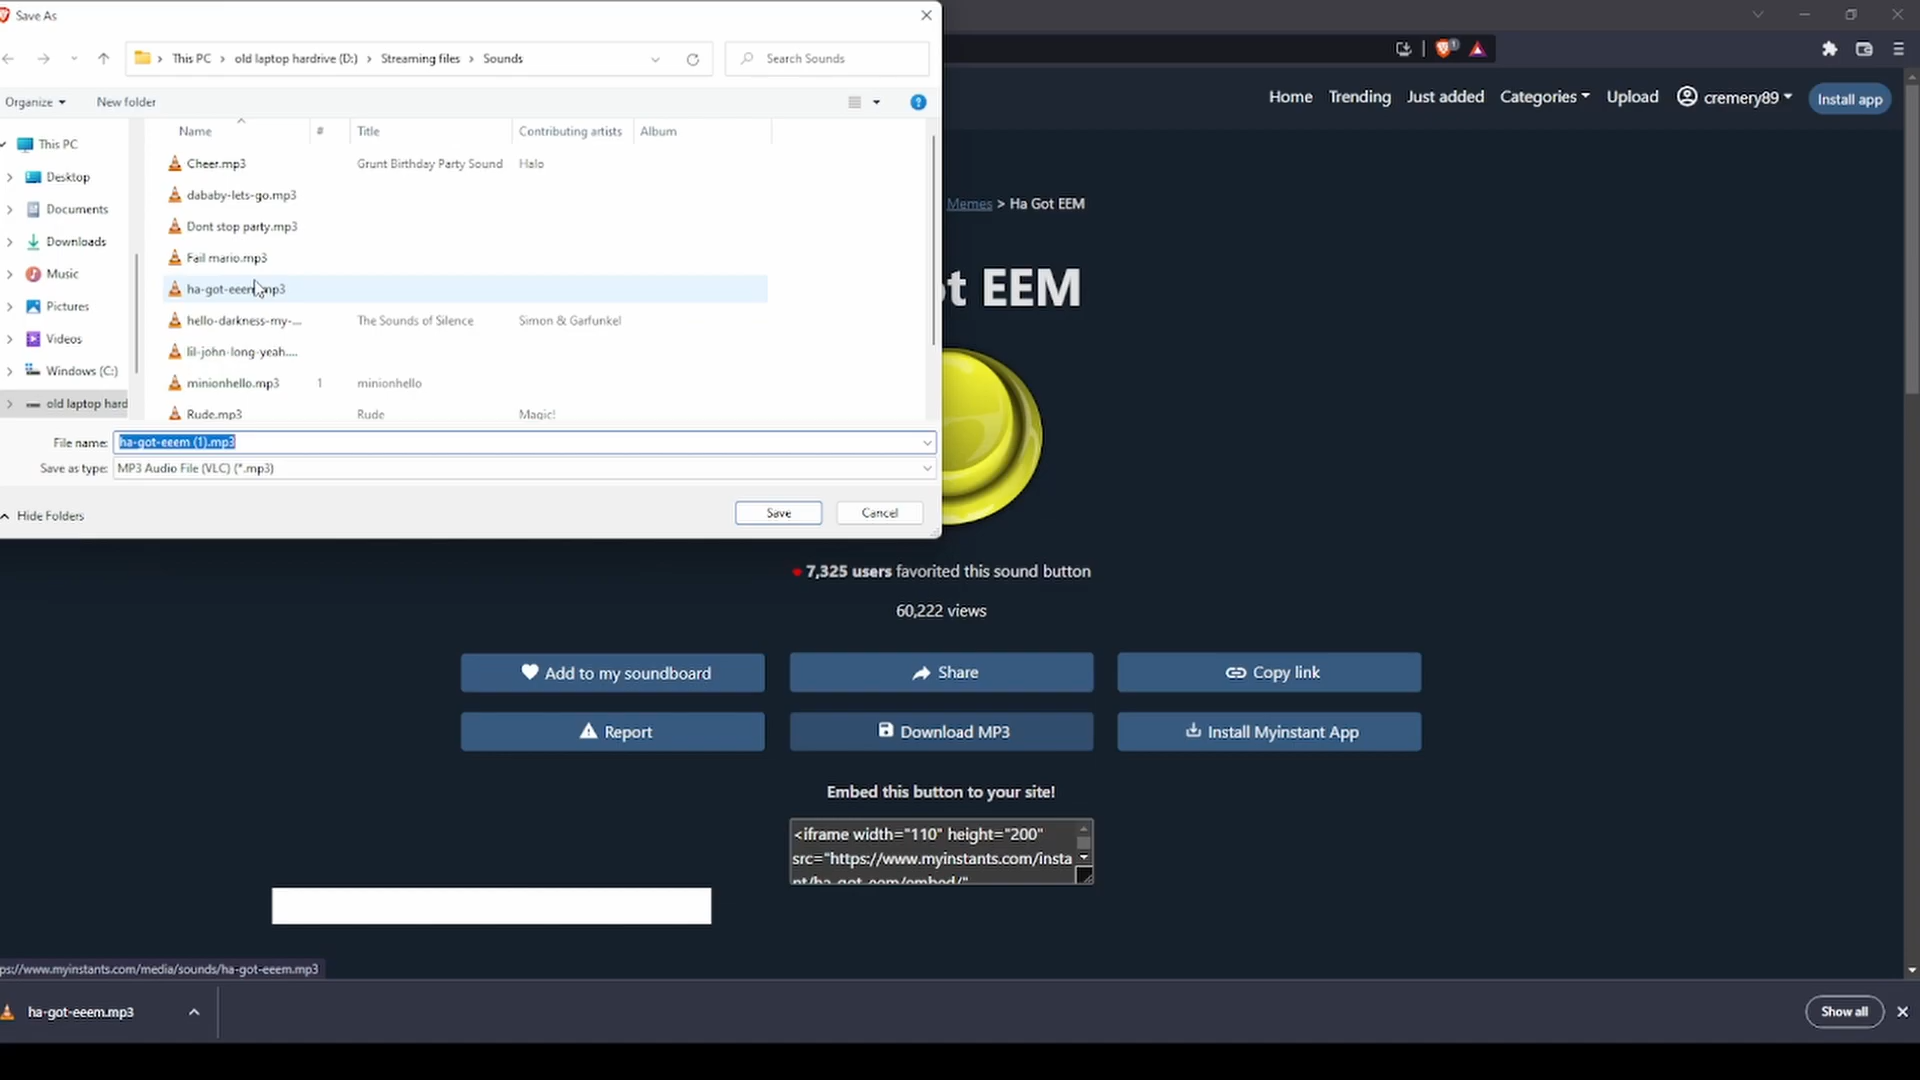 Save As
This PC > old laptop hardrive (D:) > Streaming files > Sounds
Search Sounds
Organize
New folder
Name # Title Contributing artists Album
This PC
Desktop
Documents
Downloads
Music
Pictures
Videos
Windows (C:)
old laptop hard
Cheer.mp3 Grunt Birthday Party Sound Halo
dababy-lets-go.mp3
Dont stop party.mp3
Fail mario.mp3
ha-got-eeem.mp3
hello-darkness-my-... The Sounds of Silence Simon & Garfunkel
lil-john-long-yeah....
minionhello.mp3 1 minionhello
Rude.mp3 Rude Magic!
File name: ha-got-eeem (1).mp3
Save as type: MP3 Audio File (VLC) (*.mp3)
Hide Folders
Save
Cancel
1
Home Trending Just added Categories Upload cremery89 Install app
Memes > Ha Got EEM
t EEM
7,325 users favorited this sound button
60,222 views
Add to my soundboard
Share
Copy link
Report
Download MP3
Install Myinstant App
Embed this button to your site!
<iframe width="110" height="200"
src="https://www.myinstants.com/insta
nt/ha-got-eem/embed/"
ps://www.myinstants.com/media/sounds/ha-got-eeem.mp3
ha-got-eeem.mp3
Show all